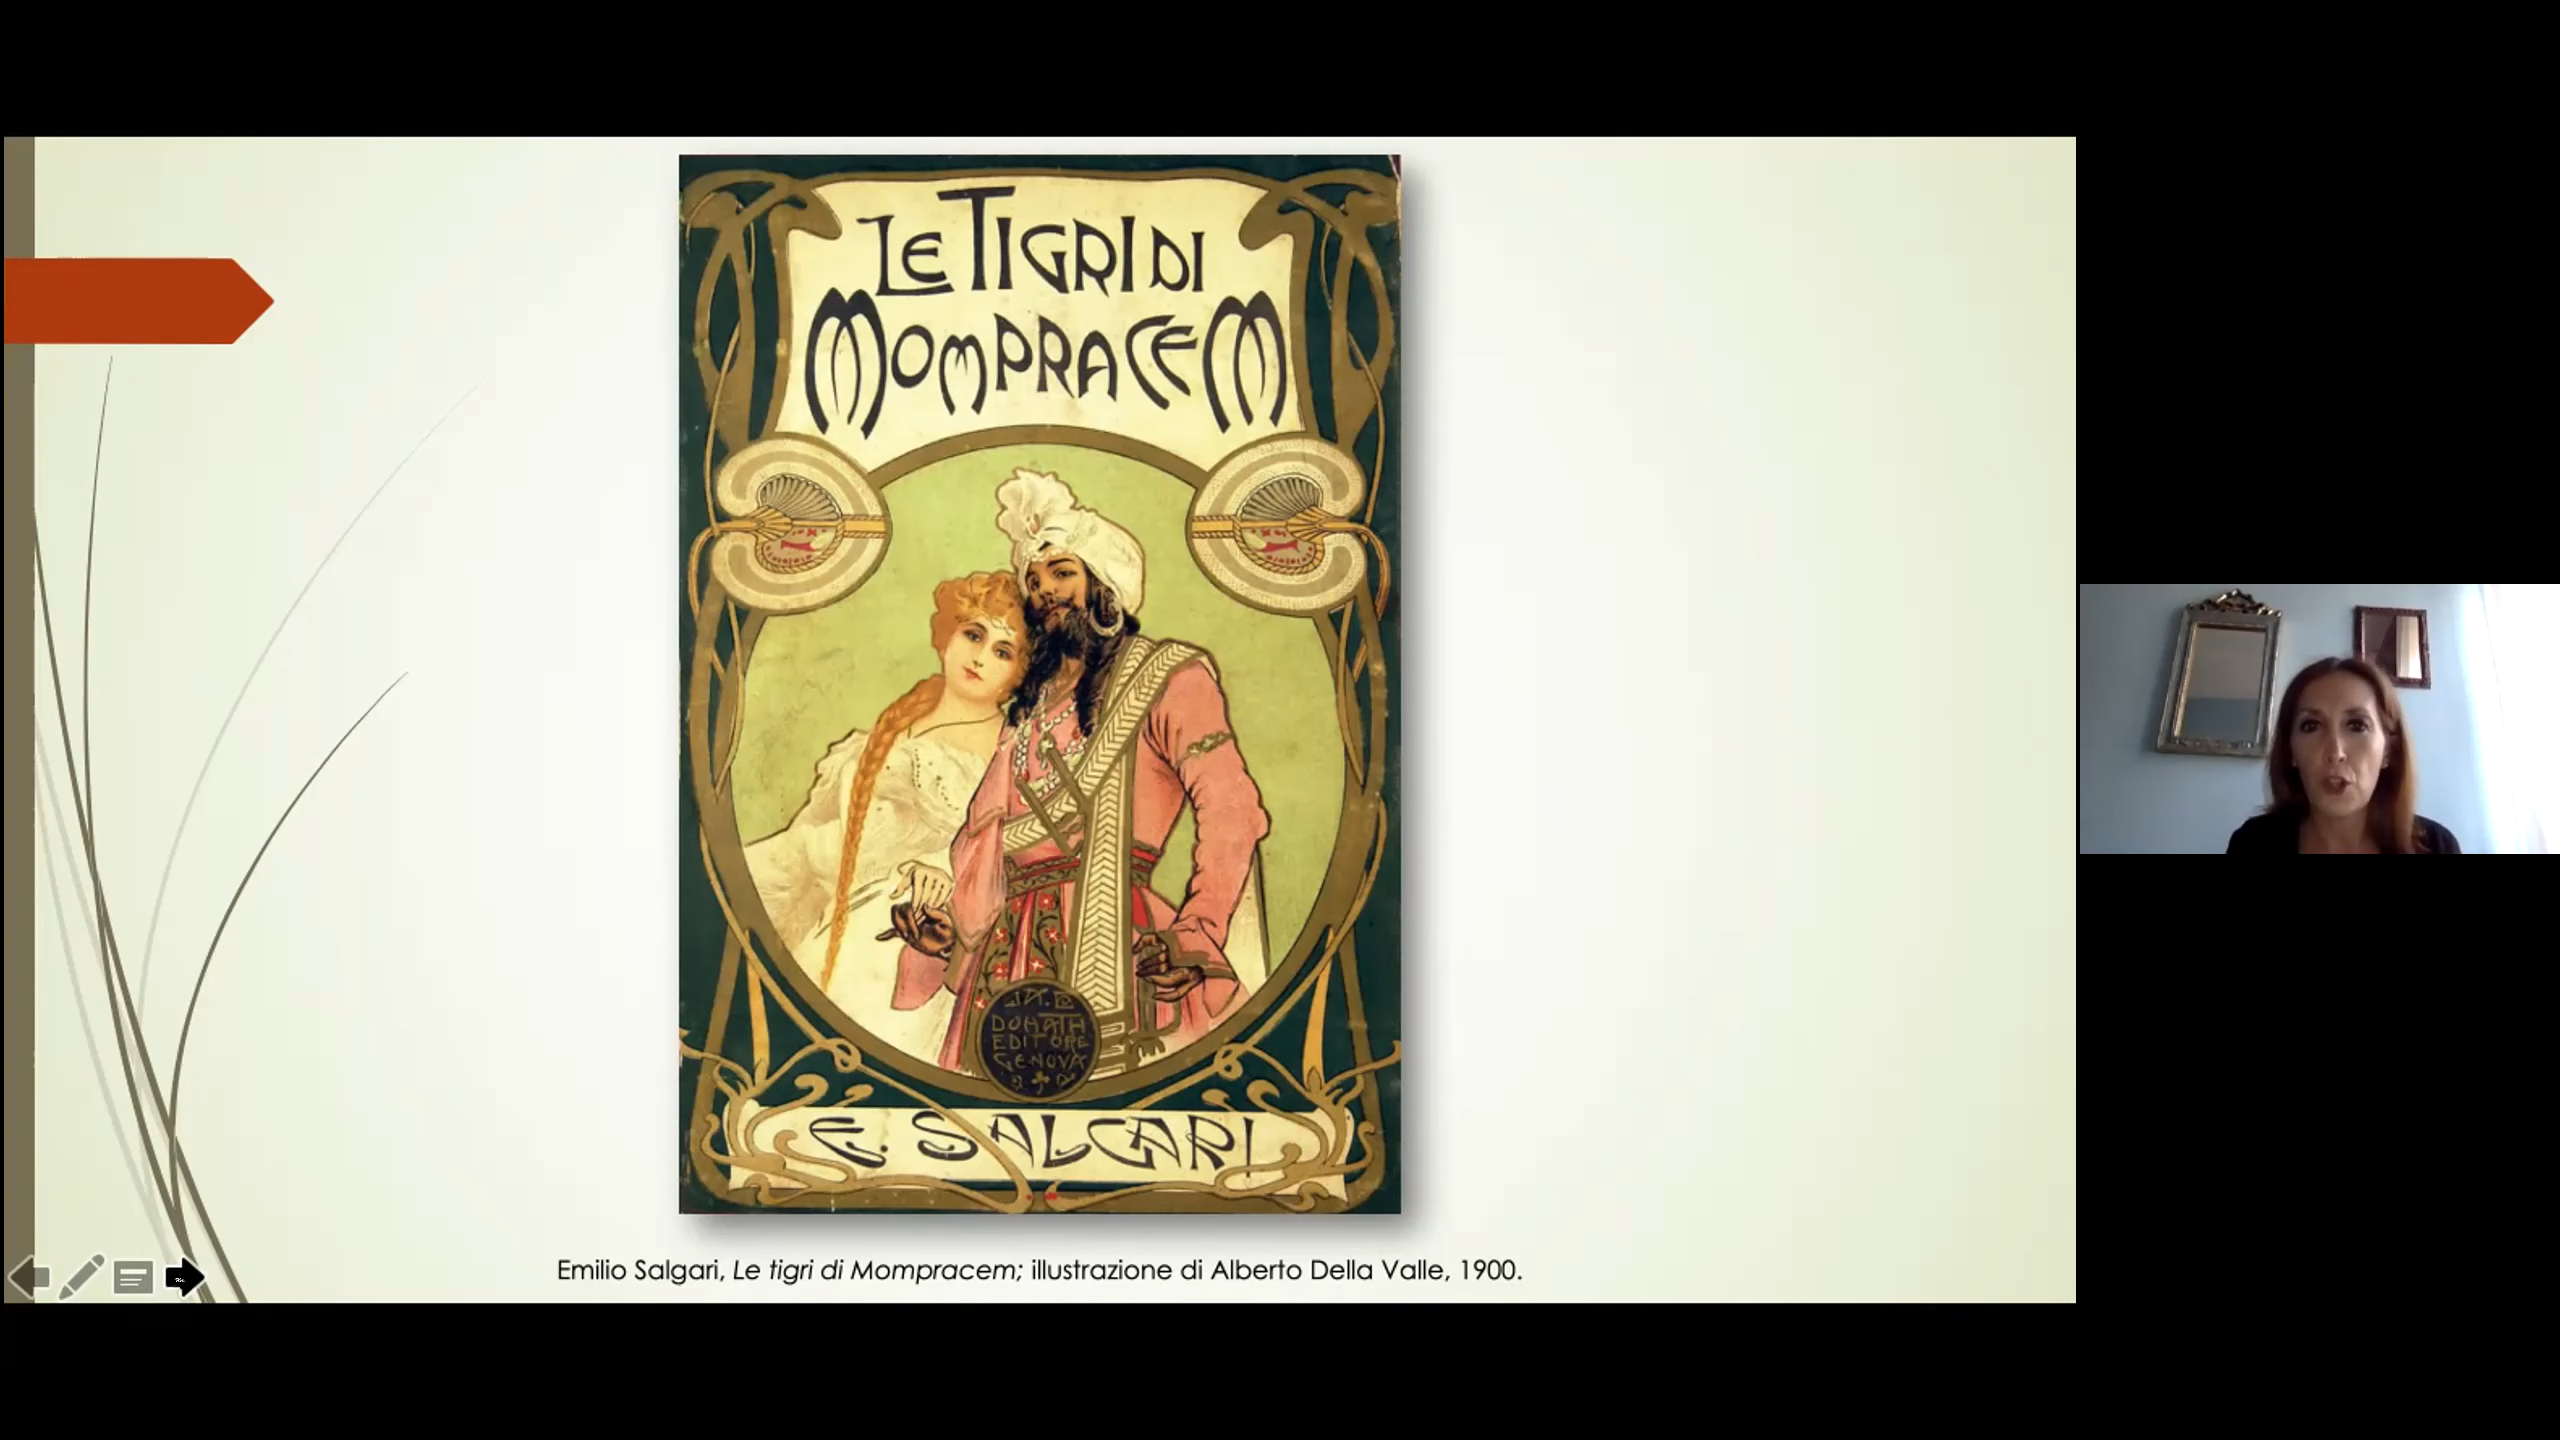 LE TIGRI DI
MOMPRACEM
DONATH
EDITORE
GENOVA
E. SALGARI
Emilio Salgari, Le tigri di Mompracem; illustrazione di Alberto Della Valle, 1900.